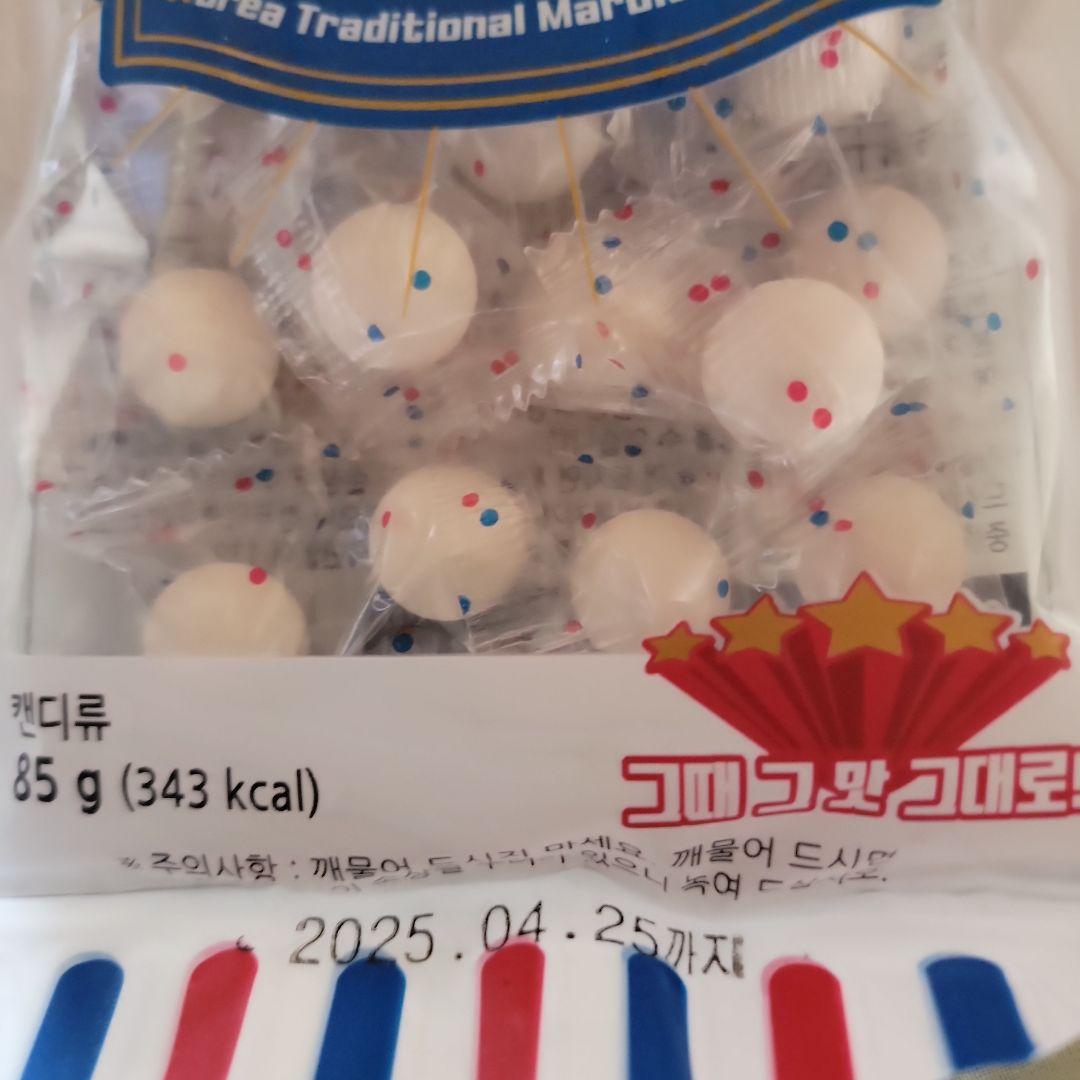 Traditional
캔디류
85 g (343 kcal)
그때 그 맛 그대로!
※ 주의사항 : 깨물어 드시지 마세요. 깨물어 드시면
녹여
2025.04.25까지